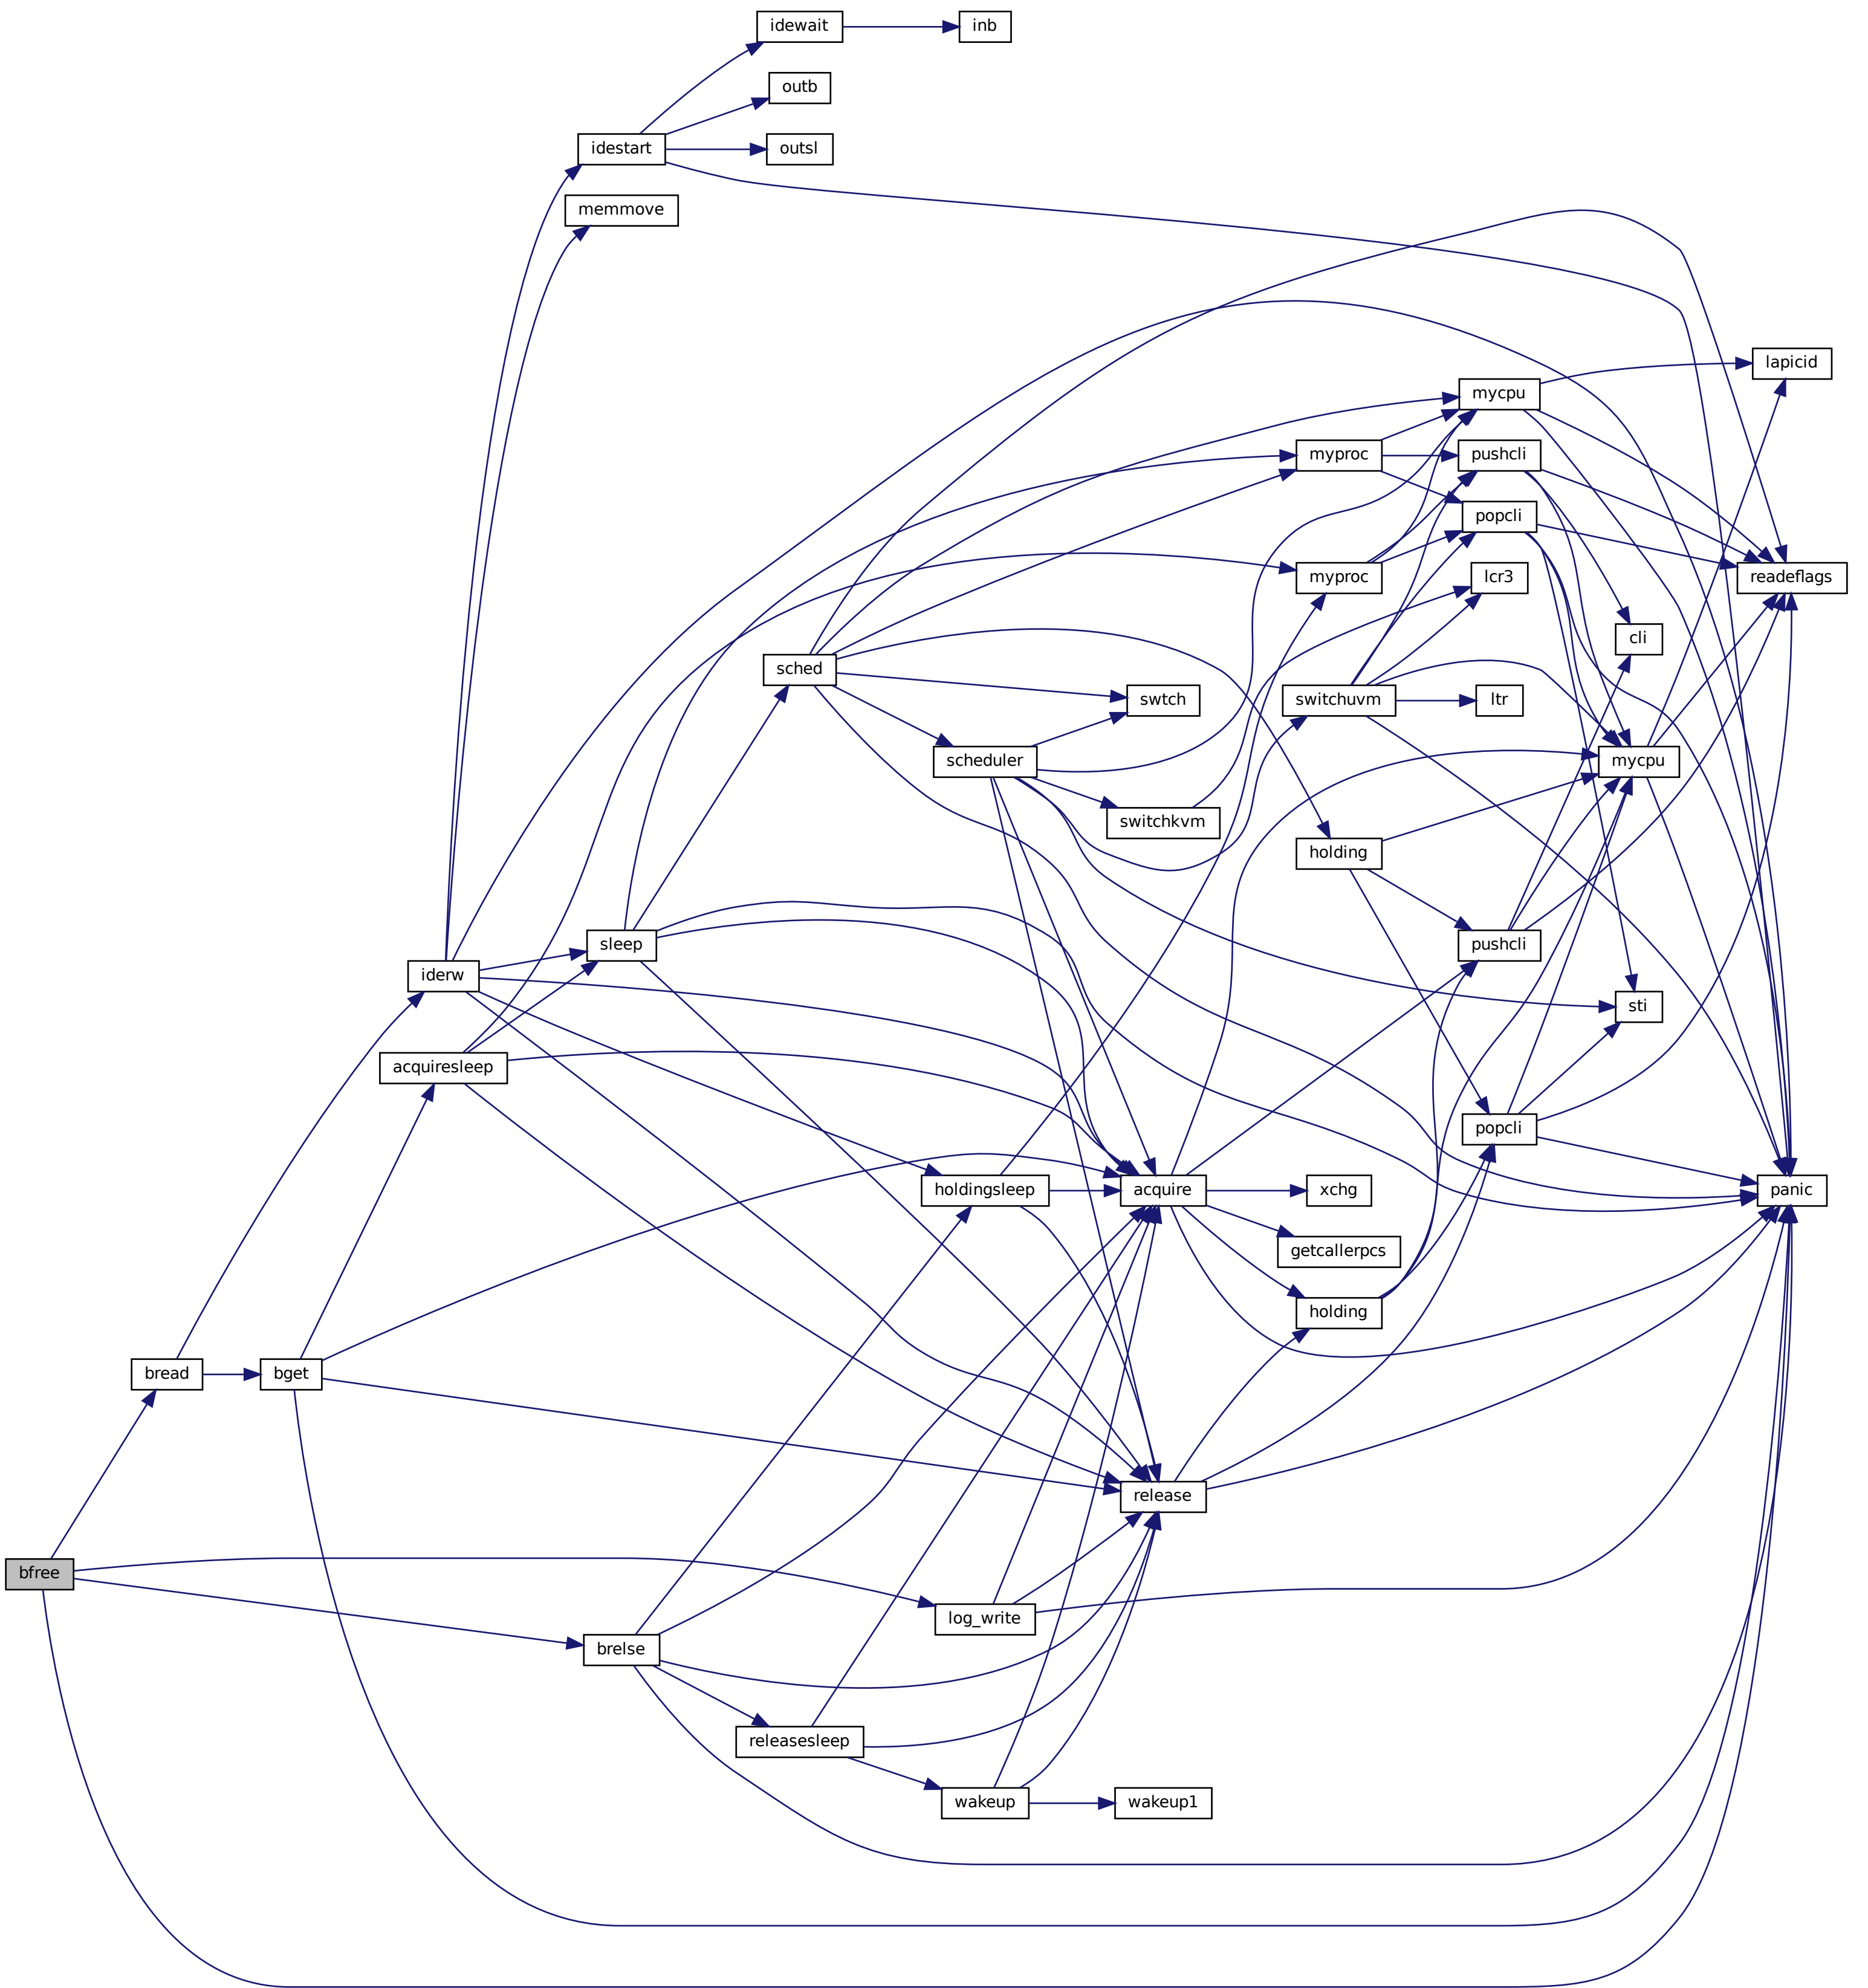 idewait
inb
outb
idestart
outsl
memmove
lapicid
mycpu
myproc
pushcli
popcli
myproc
lcr3
readeflags
cli
sched
swtch
switchuvm
ltr
scheduler
mycpu
switchkvm
holding
sleep
pushcli
iderw
sti
acquiresleep
popcli
holdingsleep
acquire
xchg
panic
getcallerpcs
holding
bread
bget
release
bfree
log_write
brelse
releasesleep
wakeup
wakeup1